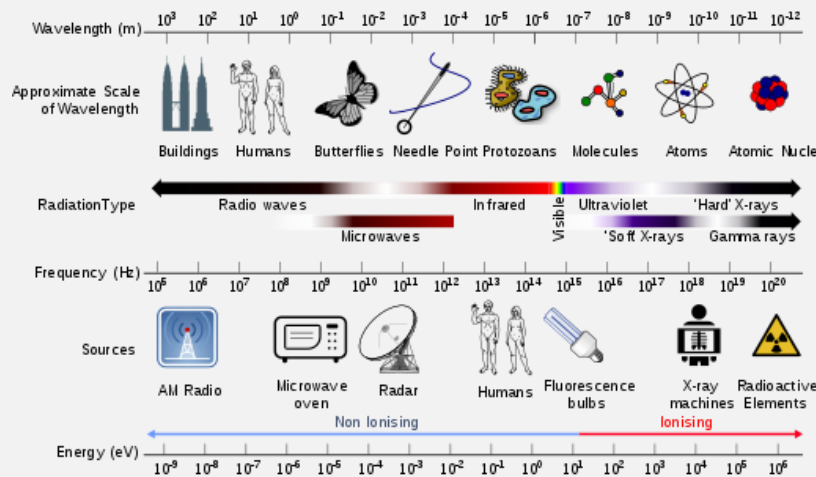 Wavelength (m) 10³ 10² 10¹ 10⁰ 10⁻¹ 10⁻² 10⁻³ 10⁻⁴ 10⁻⁵ 10⁻⁶ 10⁻⁷ 10⁻⁸ 10⁻⁹ 10⁻¹⁰ 10⁻¹¹ 10⁻¹²
Approximate Scale
of Wavelength
Buildings Humans Butterflies Needle Point Protozoans Molecules Atoms Atomic Nucle
RadiationType
Radio waves Infrared Visible Ultraviolet 'Hard' X-rays
Microwaves 'Soft' X-rays Gamma rays
Frequency (Hz) 10⁵ 10⁶ 10⁷ 10⁸ 10⁹ 10¹⁰ 10¹¹ 10¹² 10¹³ 10¹⁴ 10¹⁵ 10¹⁶ 10¹⁷ 10¹⁸ 10¹⁹ 10²⁰
Sources
AM Radio Microwave Radar Humans Fluorescence X-ray Radioactive
oven bulbs machines Elements
Non Ionising Ionising
Energy (eV) 10⁻⁹ 10⁻⁸ 10⁻⁷ 10⁻⁶ 10⁻⁵ 10⁻⁴ 10⁻³ 10⁻² 10⁻¹ 10⁰ 10¹ 10² 10³ 10⁴ 10⁵ 10⁶